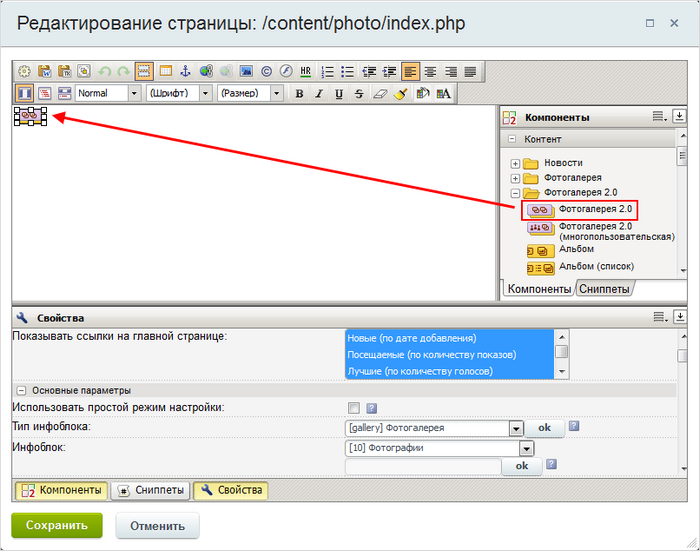 Редактирование страницы: /content/photo/index.php
HR
Normal
(Шрифт)
(Размер)
B I U S
A
Компоненты
Контент
Новости
Фотогалерея
Фотогалерея 2.0
Фотогалерея 2.0
Фотогалерея 2.0
(многопользовательская)
Альбом
Альбом (список)
Компоненты Сниппеты
Свойства
Показывать ссылки на главной странице:
Новые (по дате добавления)
Посещаемые (по количеству показов)
Лучшие (по количеству голосов)
Основные параметры
Использовать простой режим настройки:
Тип инфоблока:
[gallery] Фотогалерея
ok
Инфоблок:
[10] Фотографии
ok
Компоненты Сниппеты Свойства
Сохранить
Отменить